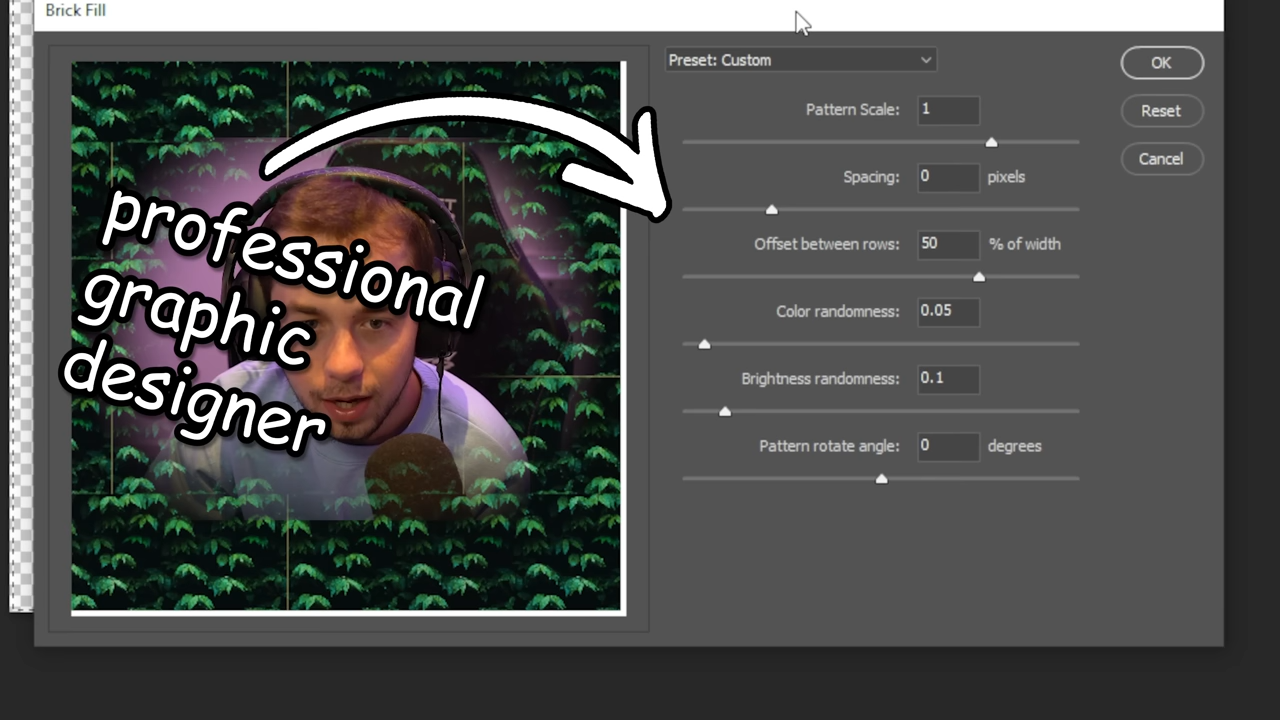 Brick Fill
professional
graphic
designer
Preset: Custom
Pattern Scale: 1
Spacing: 0 pixels
Offset between rows: 50 % of width
Color randomness: 0.05
Brightness randomness: 0.1
Pattern rotate angle: 0 degrees
OK
Reset
Cancel